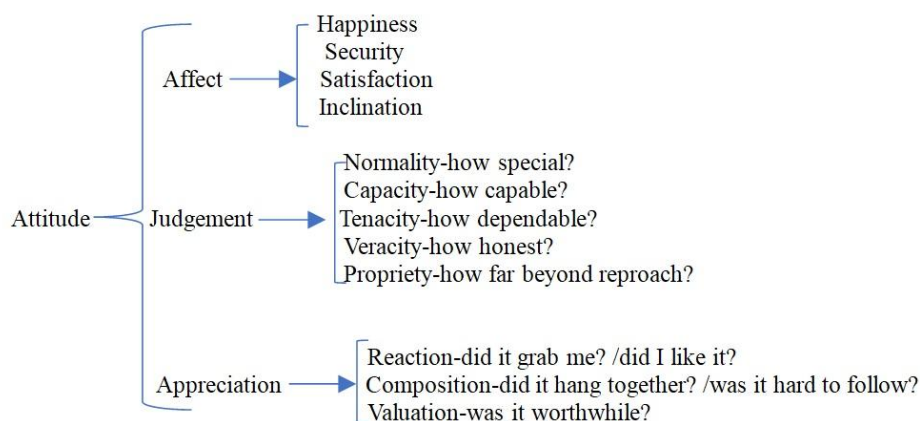 Happiness
Security
Affect
Satisfaction
Inclination
Normality-how special?
Capacity-how capable?
Attitude
Judgement
Tenacity-how dependable?
Veracity-how honest?
Propriety-how far beyond reproach?
Reaction-did it grab me? /did I like it?
Appreciation
Composition-did it hang together? /was it hard to follow?
Valuation-was it worthwhile?